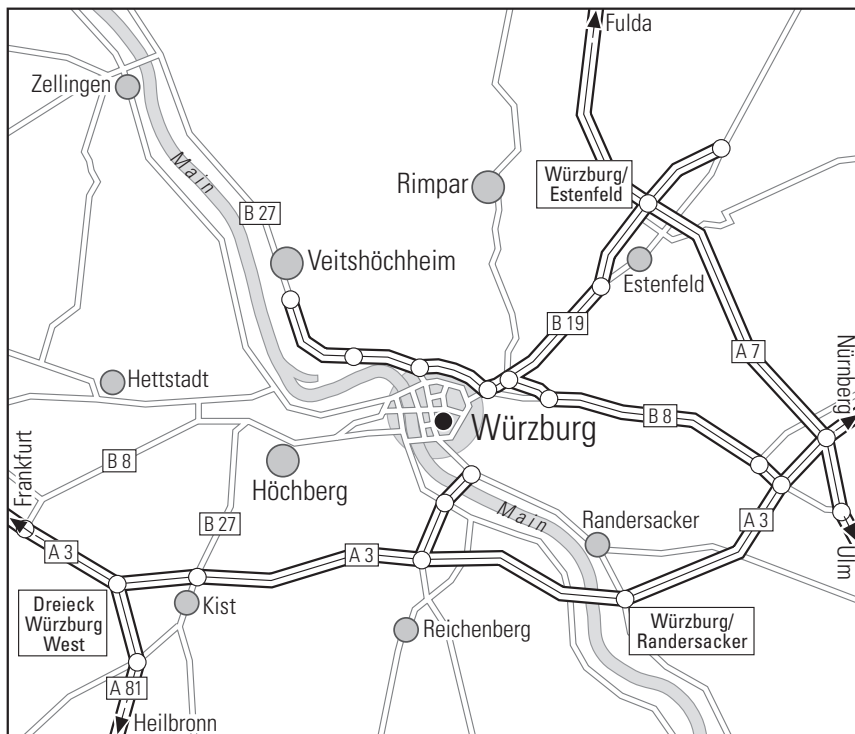 Fulda
Zellingen
Main
Rimpar
Würzburg/
Estenfeld
B 27
Veitshöchheim
Estenfeld
B 19
A 7
Nürnberg
Hettstadt
Würzburg
B 8
B 8
Höchberg
Frankfurt
B 27
Main
Randersacker
A 3
A 3
A 3
Ulm
Dreieck
Würzburg
West
Kist
Reichenberg
Würzburg/
Randersacker
A 81
Heilbronn